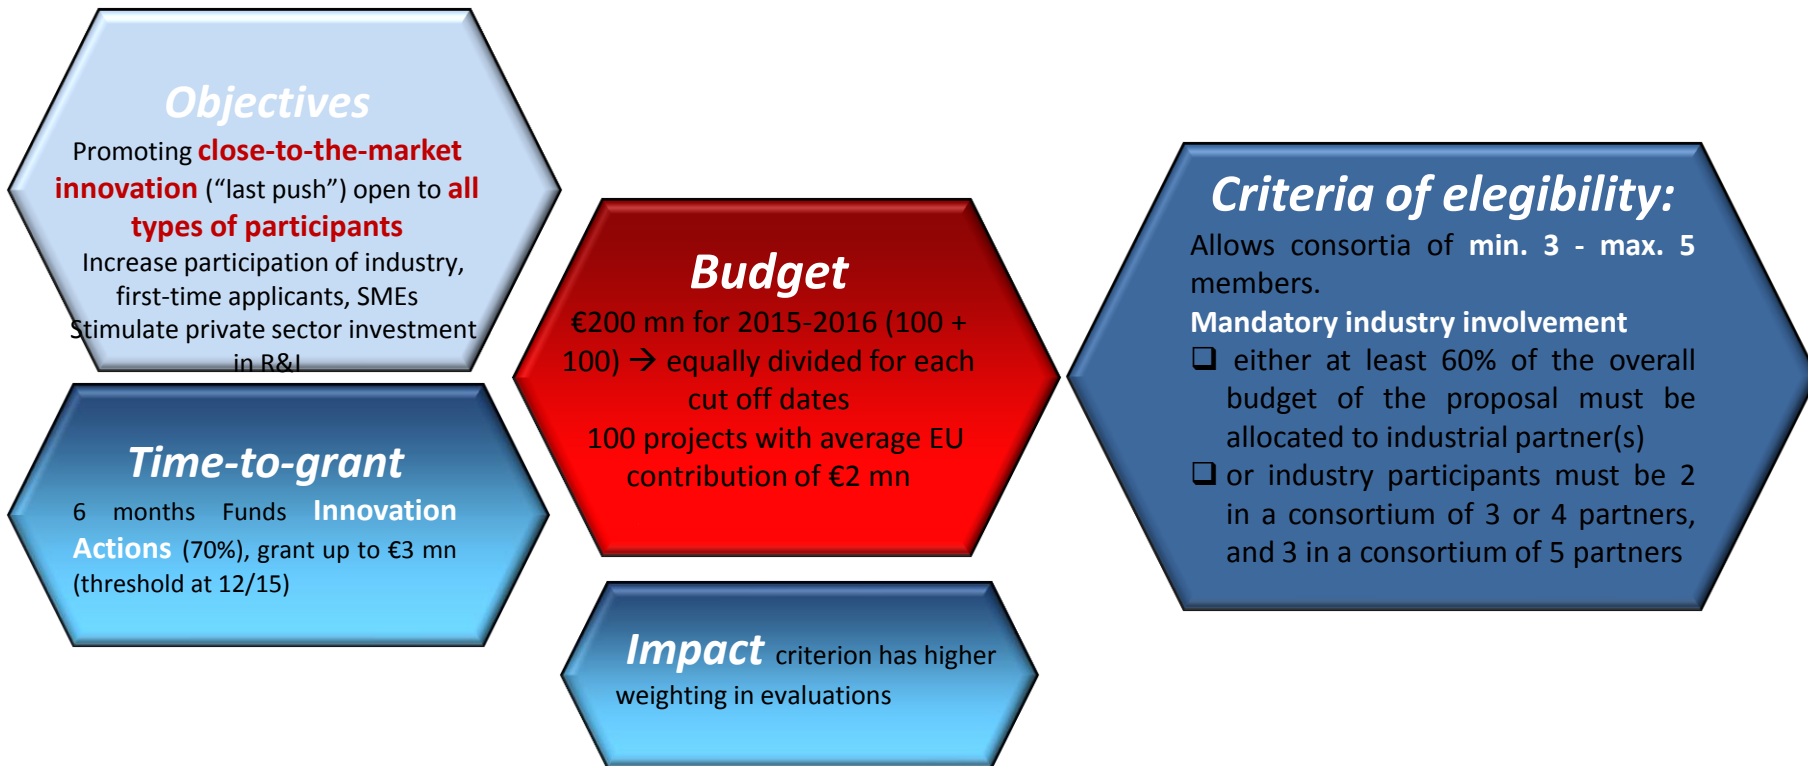 Objectives
Promoting close-to-the-market
innovation (“last push”) open to all
types of participants
Increase participation of industry,
first-time applicants, SMEs
Stimulate private sector investment
in R&I
Time-to-grant
6 months Funds Innovation
Actions (70%), grant up to €3 mn
(threshold at 12/15)
Budget
€200 mn for 2015-2016 (100 +
100) → equally divided for each
cut off dates
100 projects with average EU
contribution of €2 mn
Impact criterion has higher
weighting in evaluations
Criteria of elegibility:
Allows consortia of min. 3 - max. 5
members.
Mandatory industry involvement
❑ either at least 60% of the overall
budget of the proposal must be
allocated to industrial partner(s)
❑ or industry participants must be 2
in a consortium of 3 or 4 partners,
and 3 in a consortium of 5 partners